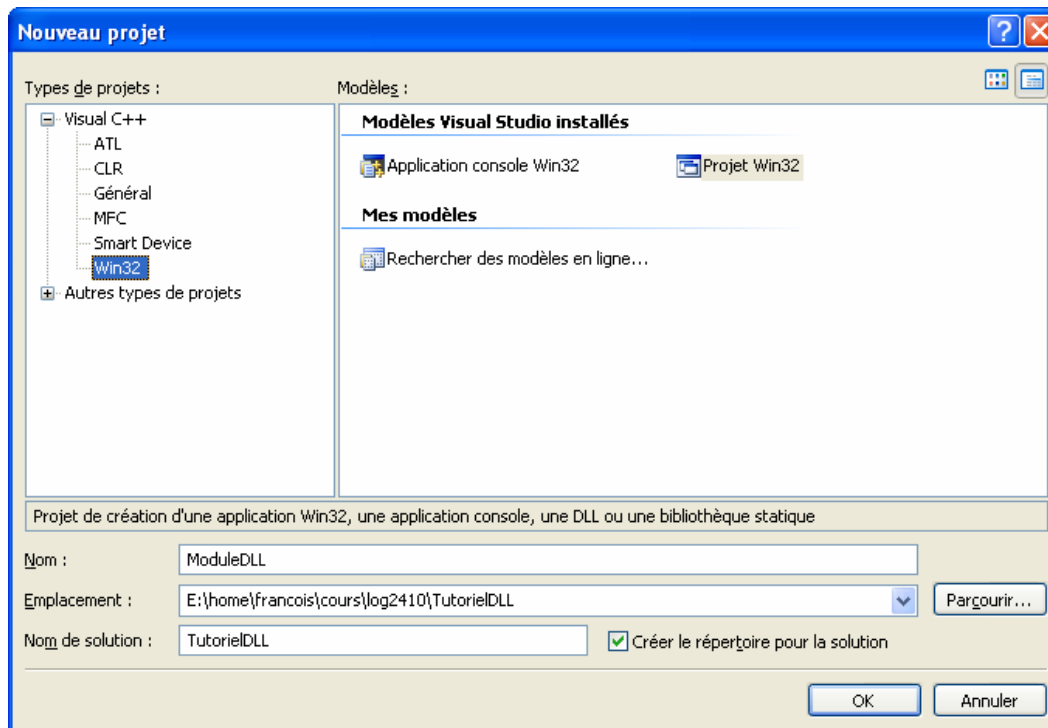 Nouveau projet
Types de projets :
Modèles :
Visual C++
ATL
CLR
Général
MFC
Smart Device
Win32
Autres types de projets
Modèles Visual Studio installés
Application console Win32
Projet Win32
Mes modèles
Rechercher des modèles en ligne...
Projet de création d'une application Win32, une application console, une DLL ou une bibliothèque statique
Nom :
ModuleDLL
Emplacement :
E:\home\francois\cours\log2410\TutorielDLL
Parcourir...
Nom de solution :
TutorielDLL
Créer le répertoire pour la solution
OK
Annuler